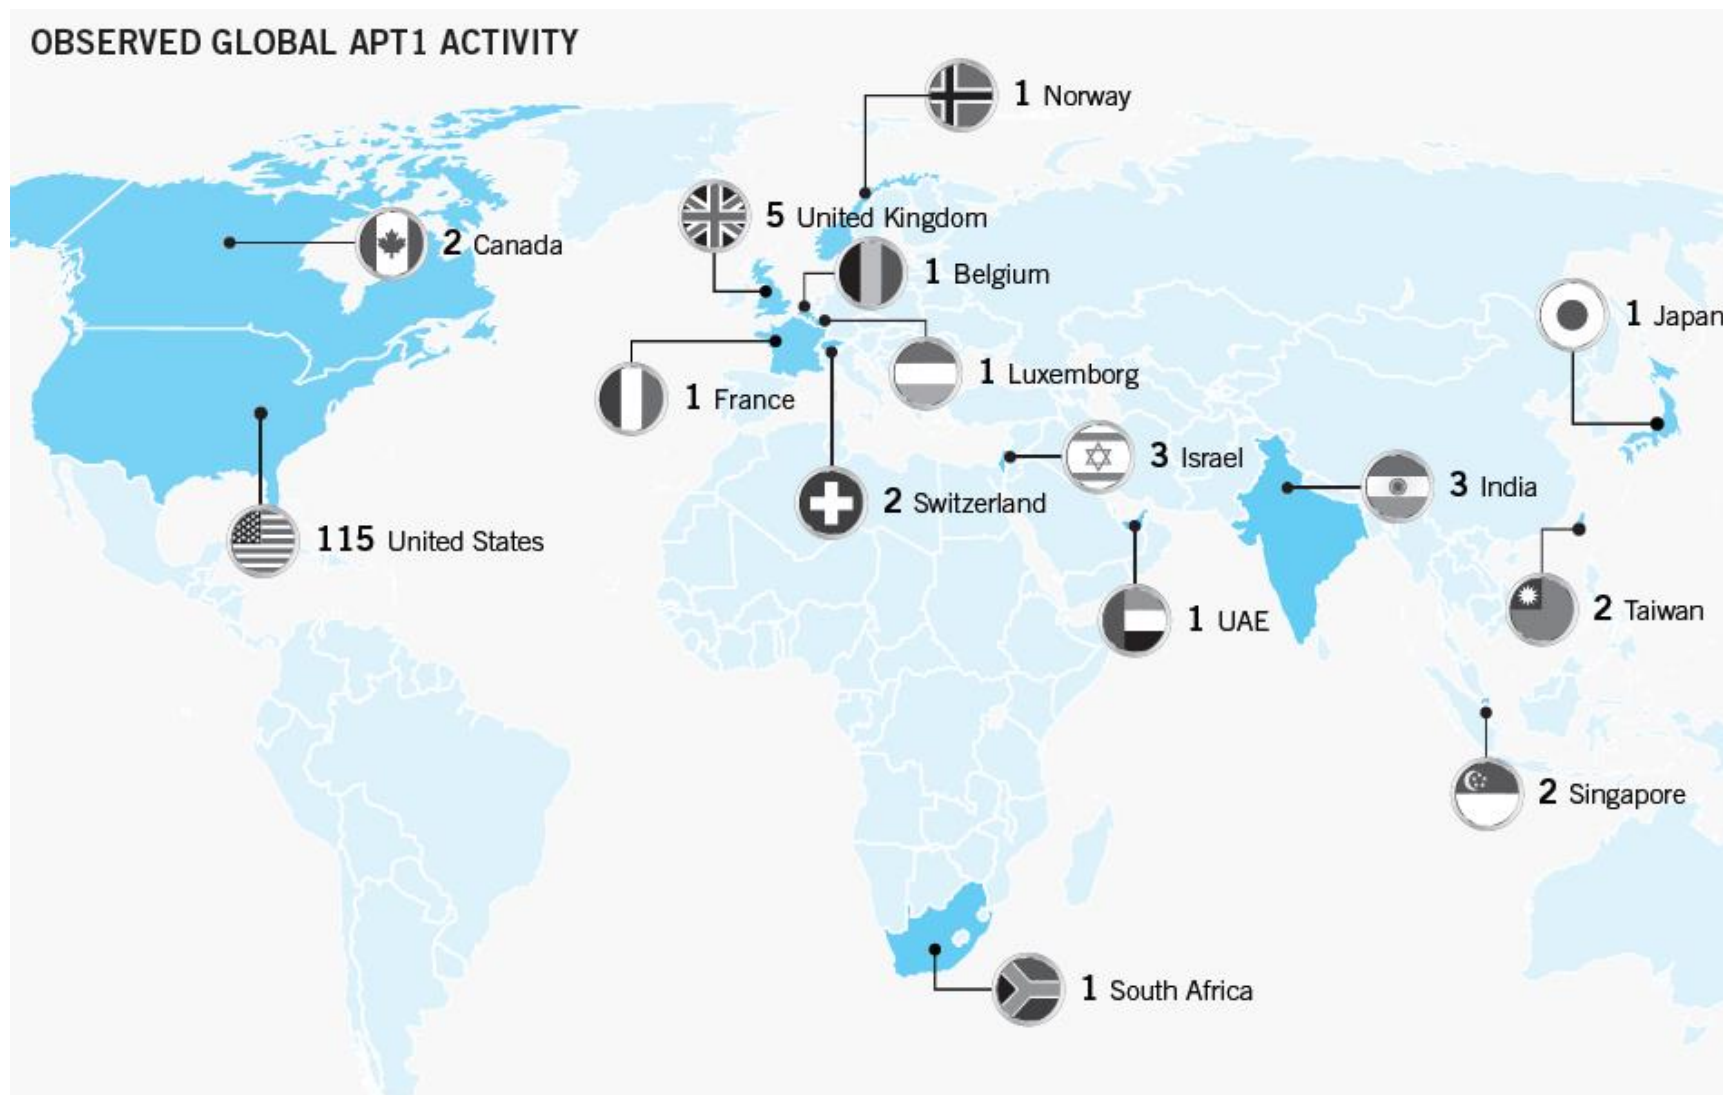 OBSERVED GLOBAL APT1 ACTIVITY
1 Norway
5 United Kingdom
2 Canada
1 Belgium
1 Japan
1 Luxemborg
1 France
3 Israel
3 India
2 Switzerland
115 United States
2 Taiwan
1 UAE
2 Singapore
1 South Africa